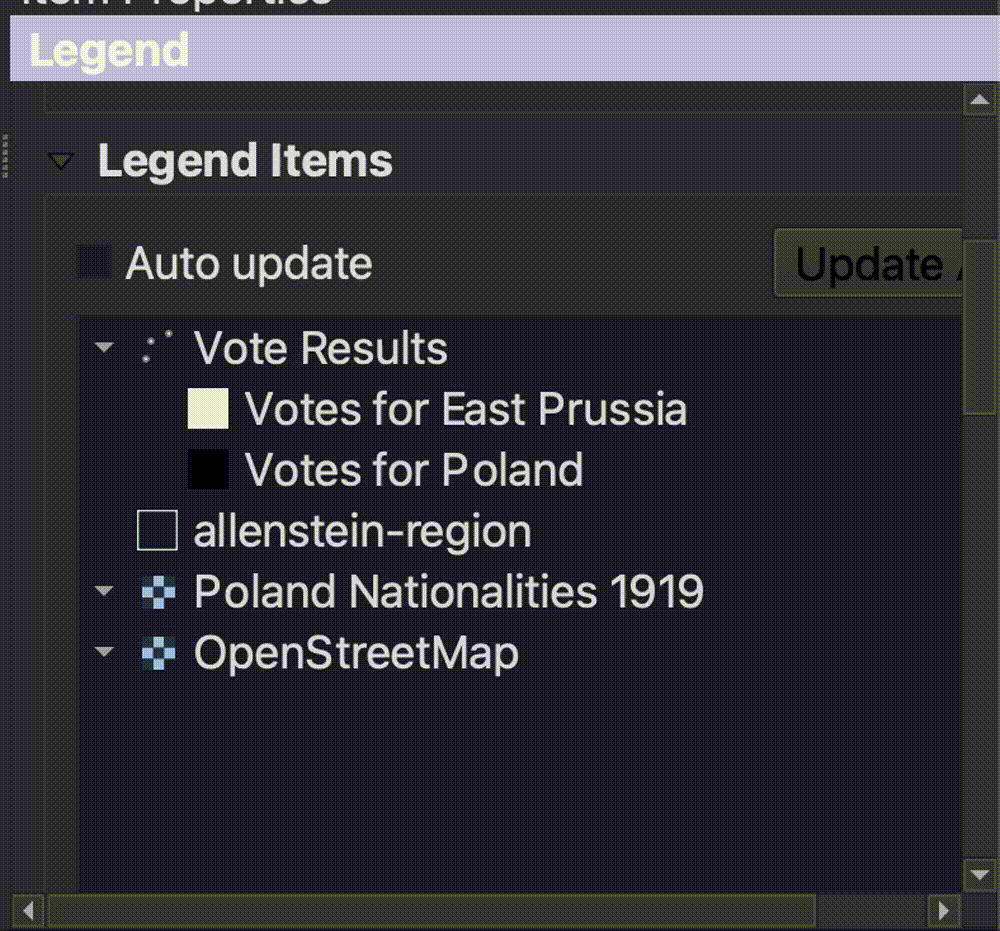 Item Properties
Legend
Legend Items
Auto update
Update
Vote Results
Votes for East Prussia
Votes for Poland
allenstein-region
Poland Nationalities 1919
OpenStreetMap